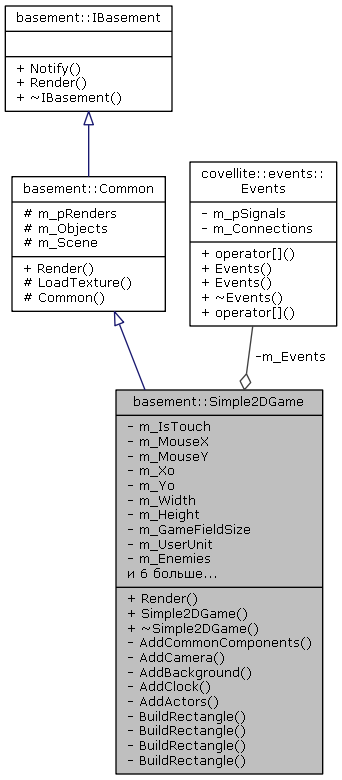 basement::IBasement
+ Notify()
+ Render()
+ ~IBasement()
basement::Common
# m_pRenders
# m_Objects
# m_Scene
+ Render()
# LoadTexture()
# Common()
covellite::events::
Events
- m_pSignals
- m_Connections
+ operator[]()
+ Events()
+ Events()
+ ~Events()
+ operator[]()
-m_Events
basement::Simple2DGame
- m_IsTouch
- m_MouseX
- m_MouseY
- m_Xo
- m_Yo
- m_Width
- m_Height
- m_GameFieldSize
- m_UserUnit
- m_Enemies
и 6 больше...
+ Render()
+ Simple2DGame()
+ ~Simple2DGame()
- AddCommonComponents()
- AddCamera()
- AddBackground()
- AddClock()
- AddActors()
- BuildRectangle()
- BuildRectangle()
- BuildRectangle()
- BuildRectangle()